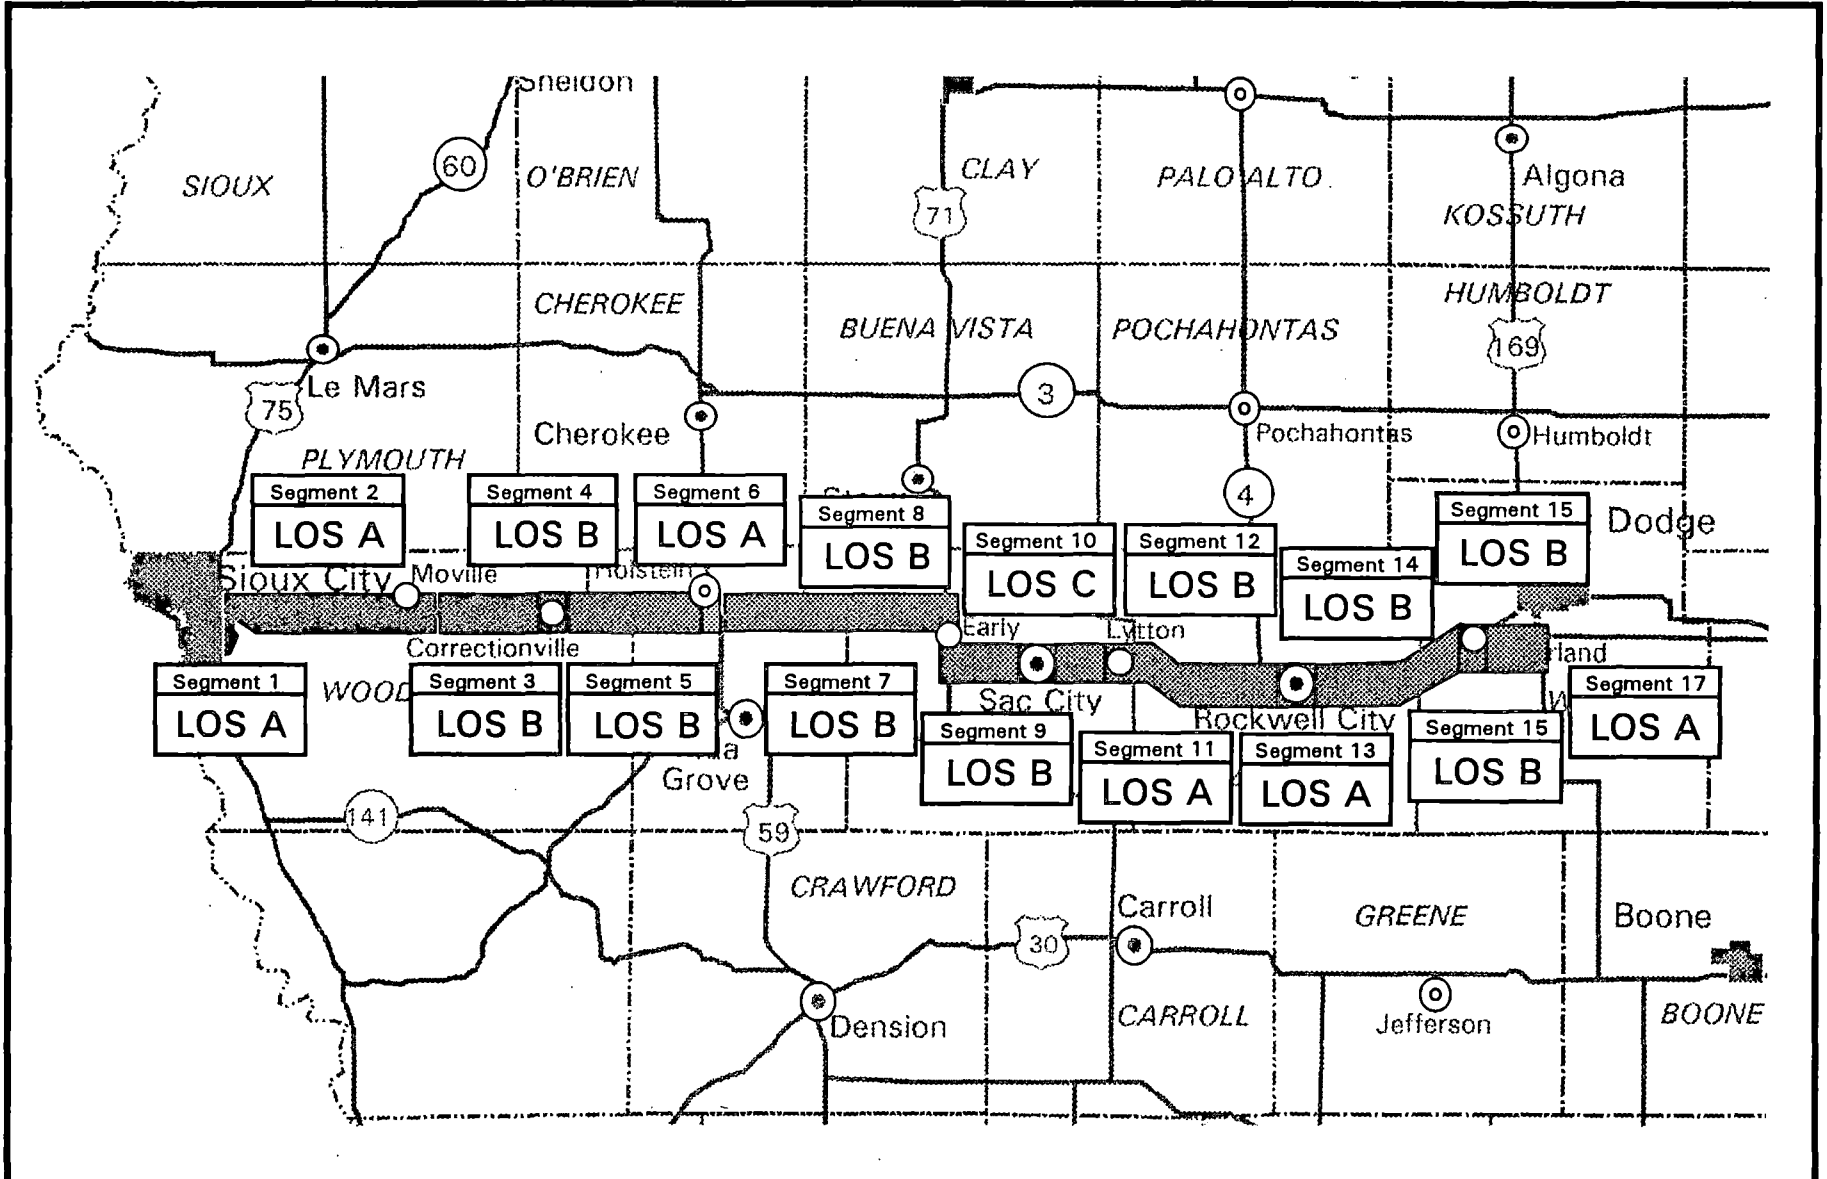 Sheldon
60
SIOUX
O'BRIEN
CLAY
PALO ALTO
Algona
71
KOSSUTH
CHEROKEE
HUMBOLDT
BUENA VISTA
POCHAHONTAS
169
Le Mars
75
3
Cherokee
Pochahontas
Humboldt
PLYMOUTH
4
Segment 2
LOS A
Segment 4
LOS B
Segment 6
LOS A
Segment 8
LOS B
Segment 10
LOS C
Segment 12
LOS B
Segment 14
LOS B
Segment 15
LOS B
Dodge
Sioux City
Moville
Holstein
Correctionville
Early
Lytton
rland
Segment 1
LOS A
WOOD
Segment 3
LOS B
Segment 5
LOS B
Segment 7
LOS B
Sac City
Rockwell City
Segment 9
LOS B
Segment 11
LOS A
Segment 13
LOS A
Segment 15
LOS B
Segment 17
LOS A
W
a
Grove
141
59
CRAWFORD
Carroll
GREENE
Boone
30
Dension
CARROLL
Jefferson
BOONE